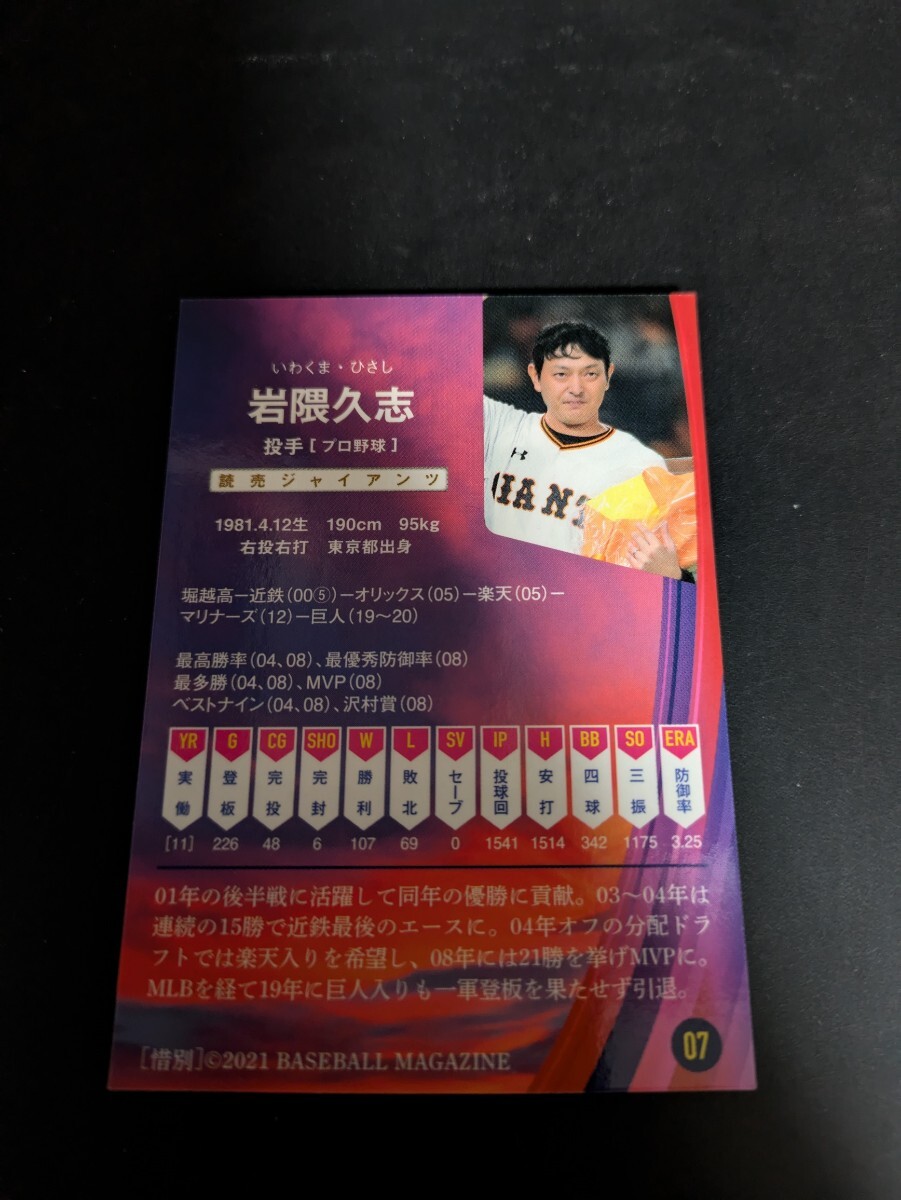 いわくま・ひさし
岩隈久志
投手[プロ野球]
読売ジャイアンツ
1981.4.12生 190cm 95kg
右投右打 東京都出身
堀越高－近鉄(00⑤)－オリックス(05)－楽天(05)－
マリナーズ(12)－巨人(19～20)
最高勝率(04、08)、最優秀防御率(08)
最多勝(04、08)、MVP(08)
ベストナイン(04、08)、沢村賞(08)
YR G CG SHO W L SV IP H BB SO ERA
実働 登板 完投 完封 勝利 敗北 セーブ 投球回 安打 四球 三振 防御率
[11] 226 48 6 107 69 0 1541 1514 342 1175 3.25
01年の後半戦に活躍して同年の優勝に貢献。03～04年は
連続の15勝で近鉄最後のエースに。04年オフの分配ドラ
フトでは楽天入りを希望し、08年には21勝を挙げMVPに。
MLBを経て19年に巨人入りも一軍登板を果たせず引退。
[惜別]©2021 BASEBALL MAGAZINE
07